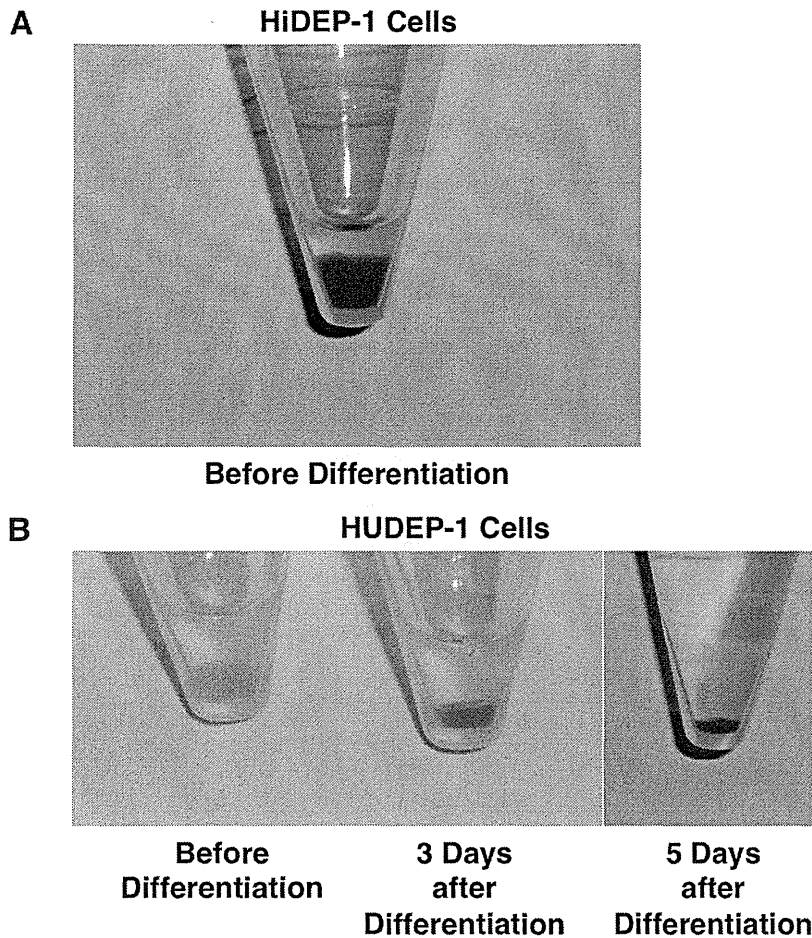 A
HiDEP-1 Cells
Before Differentiation
B
HUDEP-1 Cells
Before
Differentiation
3 Days
after
Differentiation
5 Days
after
Differentiation